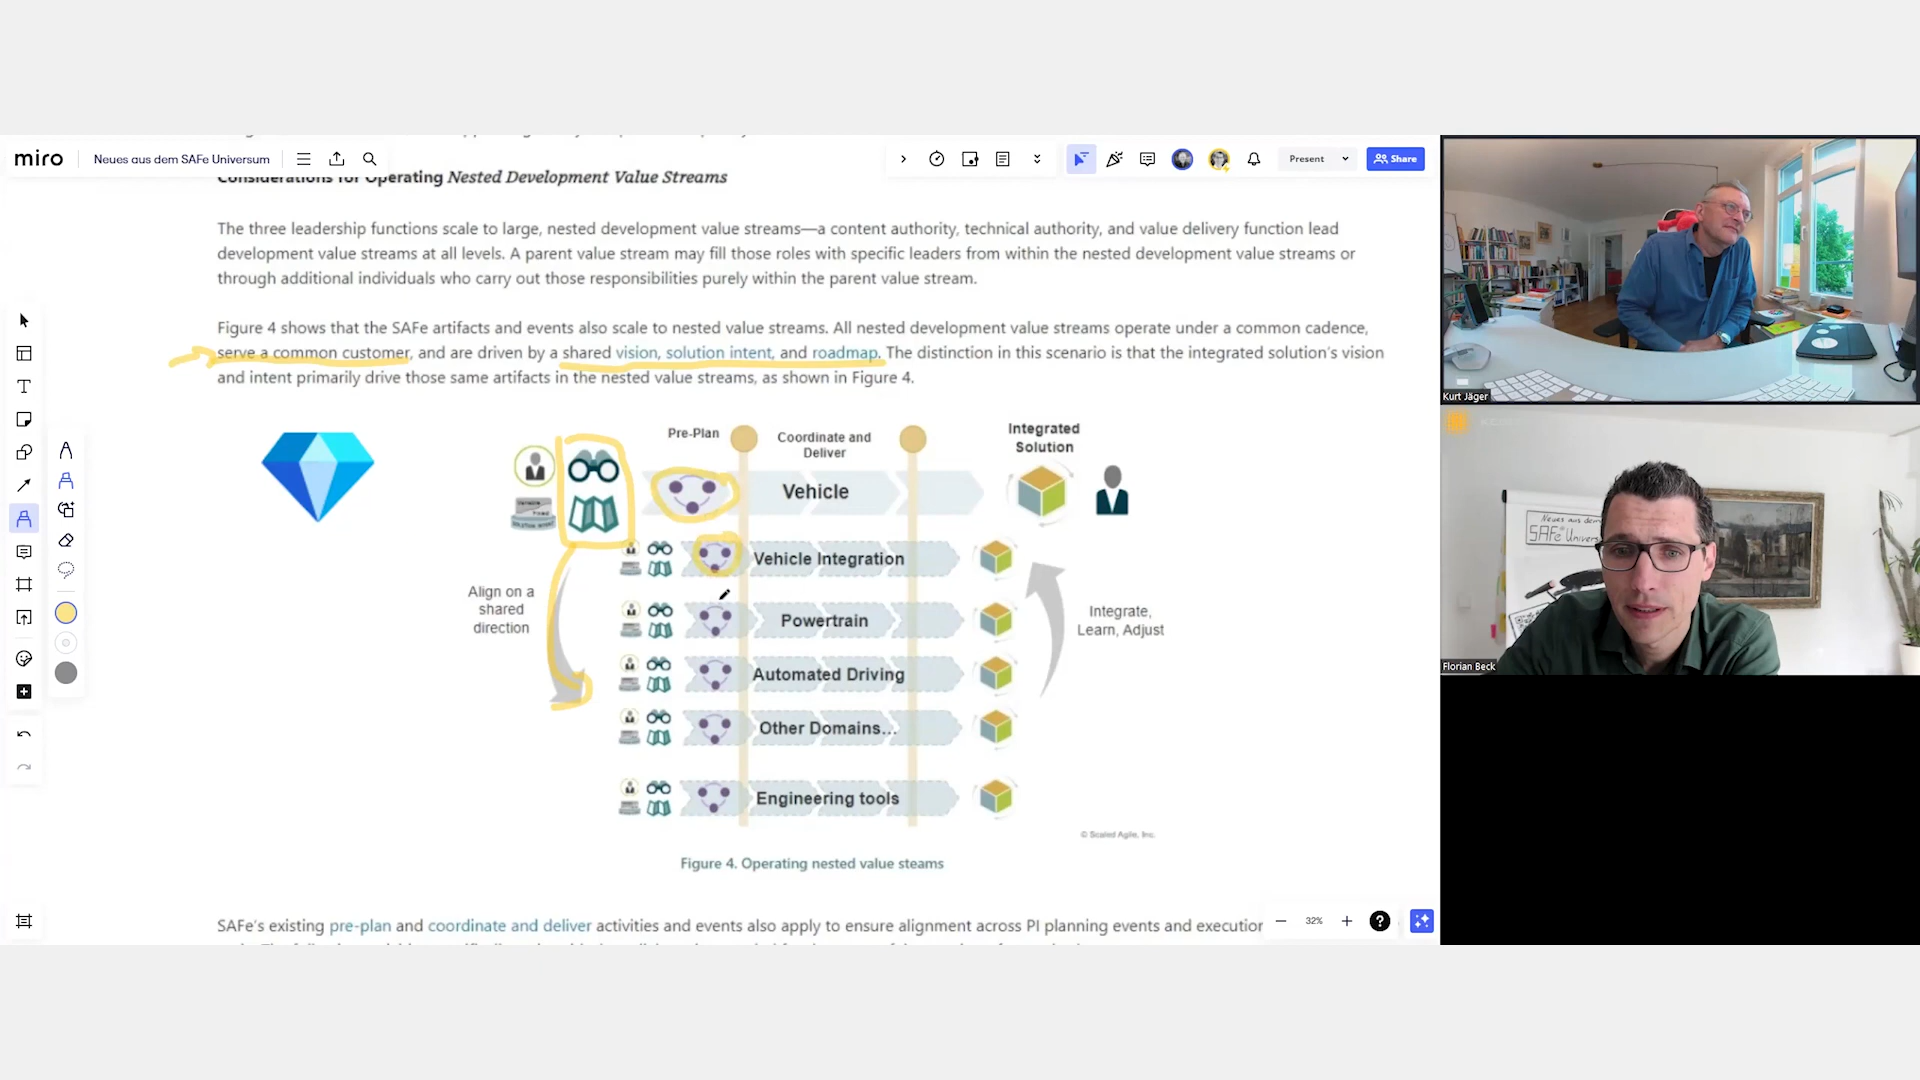 miro
Neues aus dem SAFe Universum
Present
Share
Considerations for Operating Nested Development Value Streams
The three leadership functions scale to large, nested development value streams—a content authority, technical authority, and value delivery function lead
development value streams at all levels. A parent value stream may fill those roles with specific leaders from within the nested development value streams or
through additional individuals who carry out those responsibilities purely within the parent value stream.
Figure 4 shows that the SAFe artifacts and events also scale to nested value streams. All nested development value streams operate under a common cadence,
serve a common customer, and are driven by a shared vision, solution intent, and roadmap. The distinction in this scenario is that the integrated solution's vision
and intent primarily drive those same artifacts in the nested value streams, as shown in Figure 4.
Pre-Plan
Coordinate and
Deliver
Integrated
Solution
Vehicle
Vehicle Integration
Align on a
shared
direction
Powertrain
Integrate,
Learn, Adjust
Automated Driving
Other Domains...
Engineering tools
© Scaled Agile, Inc.
Figure 4. Operating nested value steams
SAFe's existing pre-plan and coordinate and deliver activities and events also apply to ensure alignment across PI planning events and execution
32%
Kurt Jäger
Neues aus dem
SAFe
Univers
Florian Beck